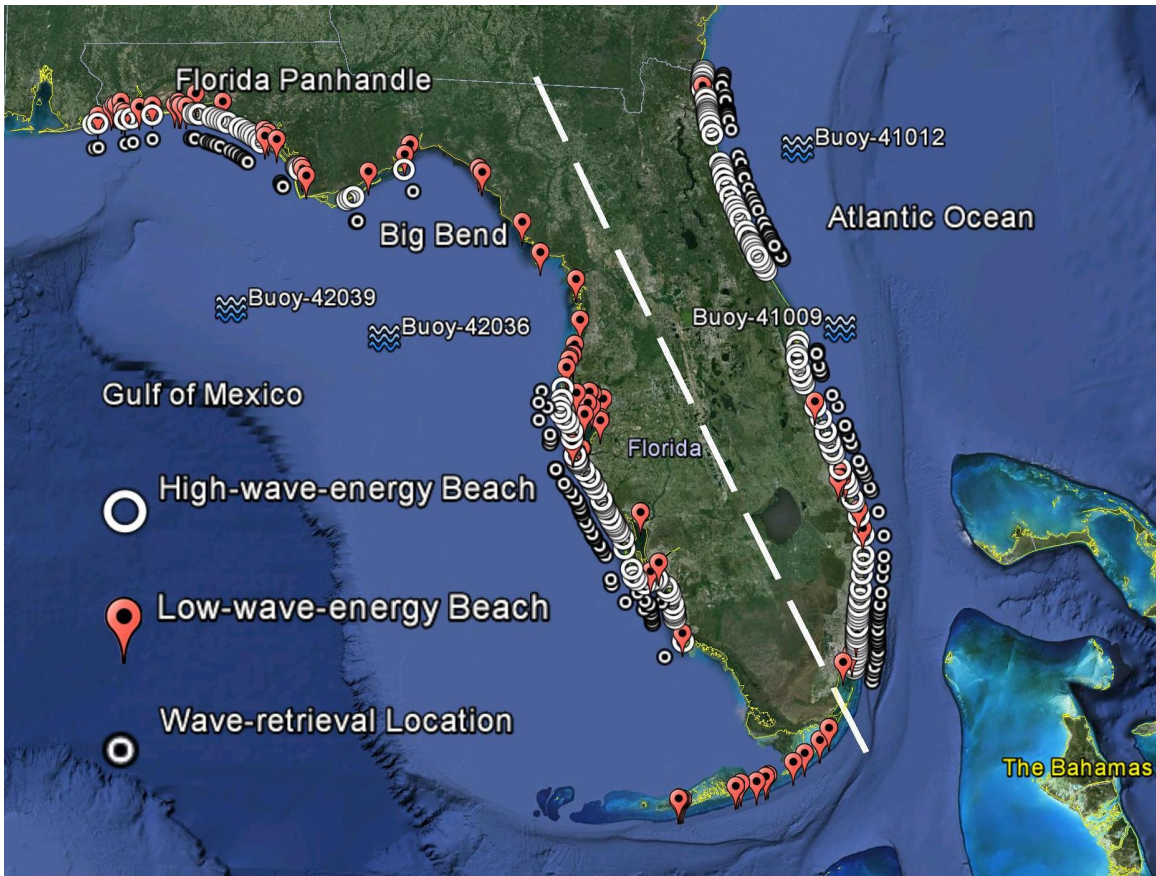 Florida Panhandle
Buoy-41012
Atlantic Ocean
Big Bend
Buoy-42039
Buoy-41009
Buoy-42036
Gulf of Mexico
Florida
High-wave-energy Beach
Low-wave-energy Beach
Wave-retrieval Location
The Bahamas